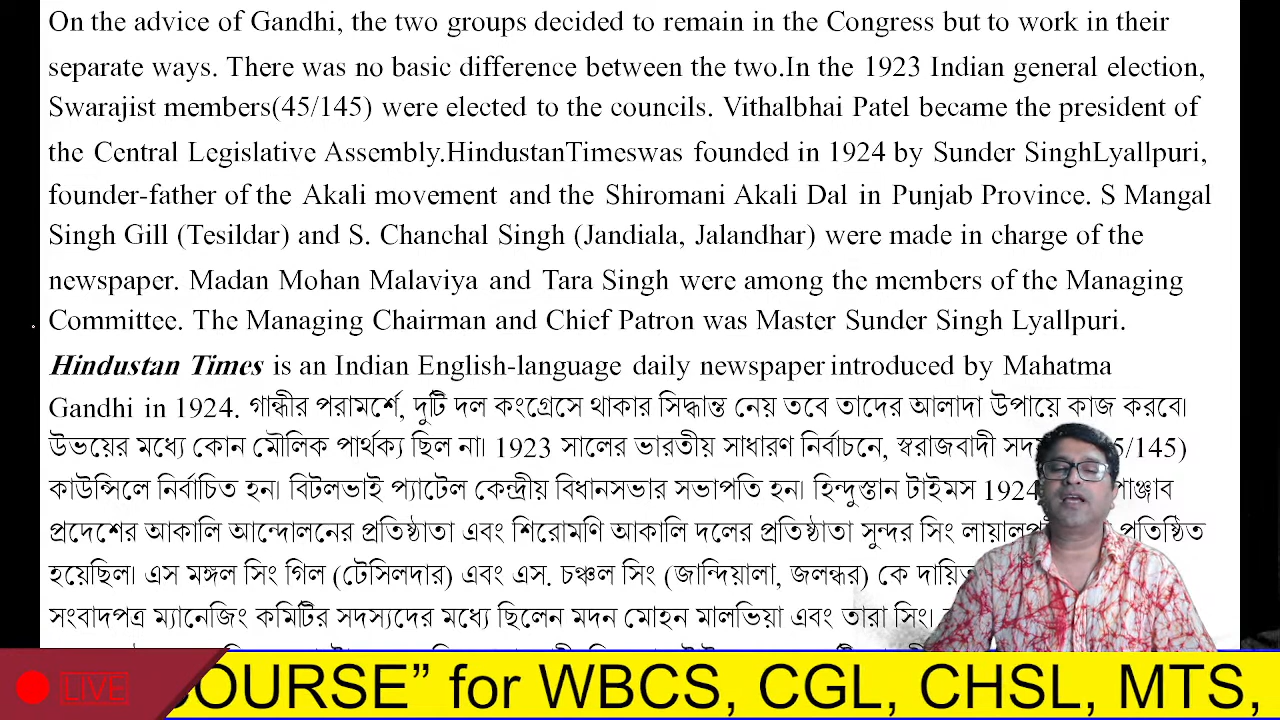 On the advice of Gandhi, the two groups decided to remain in the Congress but to work in their
separate ways. There was no basic difference between the two.In the 1923 Indian general election,
Swarajist members(45/145) were elected to the councils. Vithalbhai Patel became the president of
the Central Legislative Assembly.HindustanTimeswas founded in 1924 by Sunder SinghLyallpuri,
founder-father of the Akali movement and the Shiromani Akali Dal in Punjab Province. S Mangal
Singh Gill (Tesildar) and S. Chanchal Singh (Jandiala, Jalandhar) were made in charge of the
newspaper. Madan Mohan Malaviya and Tara Singh were among the members of the Managing
Committee. The Managing Chairman and Chief Patron was Master Sunder Singh Lyallpuri.
Hindustan Times is an Indian English-language daily newspaper introduced by Mahatma
Gandhi in 1924. গান্ধীর পরামর্শে, দুটি দল কংগ্রেসে থাকার সিদ্ধান্ত নেয় তবে তাদের আলাদা উপায়ে কাজ করবে।
উভয়ের মধ্যে কোন মৌলিক পার্থক্য ছিল না। 1923 সালের ভারতীয় সাধারণ নির্বাচনে, স্বরাজবাদী /145)
কাউন্সিলে নির্বাচিত হন। বিটলভাই প্যাটেল কেন্দ্রীয় বিধানসভার সভাপতি হন। হিন্দুস্তান টাইমস 1924 পাঞ্জাব
প্রদেশের আকালি আন্দোলনের প্রতিষ্ঠাতা এবং শিরোমণি আকালি দলের প্রতিষ্ঠাতা সুন্দর সিং প্রতিষ্ঠিত
হয়েছিল। এস মঙ্গল সিং গিল (টেসিলদার) এবং এস. চঞ্চল সিং (জান্দিয়ালা, জলন্ধর) কে
সংবাদপত্র ম্যানেজিং কমিটির সদস্যদের মধ্যে ছিলেন মদন মোহন মালভিয়া এবং তারা সিং।
LIVE
OURSE” for WBCS, CGL, CHSL, MTS,